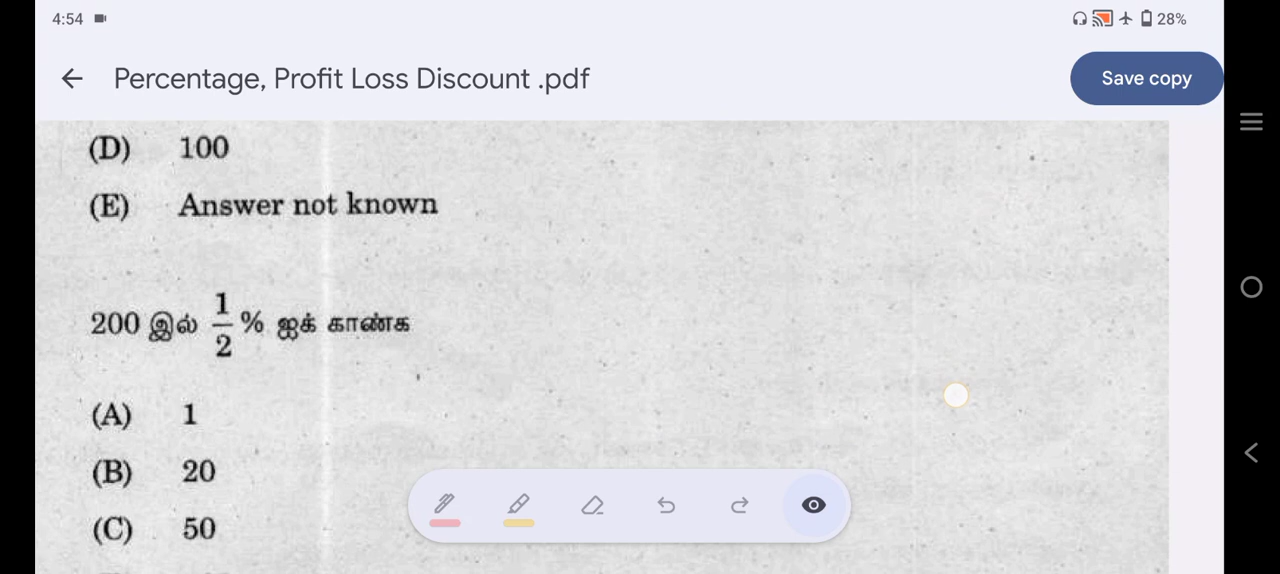 4:54 28%
Percentage, Profit Loss Discount .pdf Save copy
(D) 100
(E) Answer not known
200 இல் 1/2 % ஐக் காண்க
(A) 1
(B) 20
(C) 50